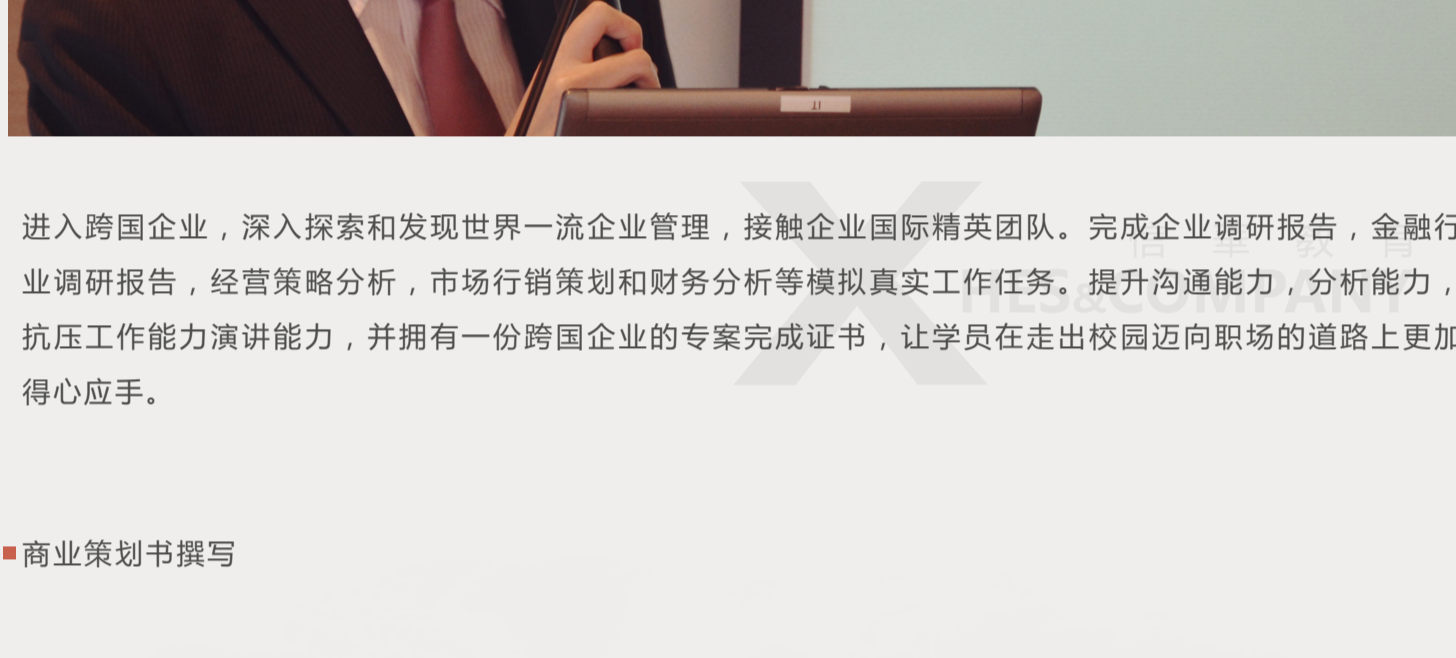 IT
进入跨国企业，深入探索和发现世界一流企业管理，接触企业国际精英团队。完成企业调研报告，金融行
业调研报告，经营策略分析，市场行销策划和财务分析等模拟真实工作任务。提升沟通能力，分析能力，
抗压工作能力演讲能力，并拥有一份跨国企业的专案完成证书，让学员在走出校园迈向职场的道路上更加
得心应手。
X
倍華教育
HES&COMPANY
商业策划书撰写